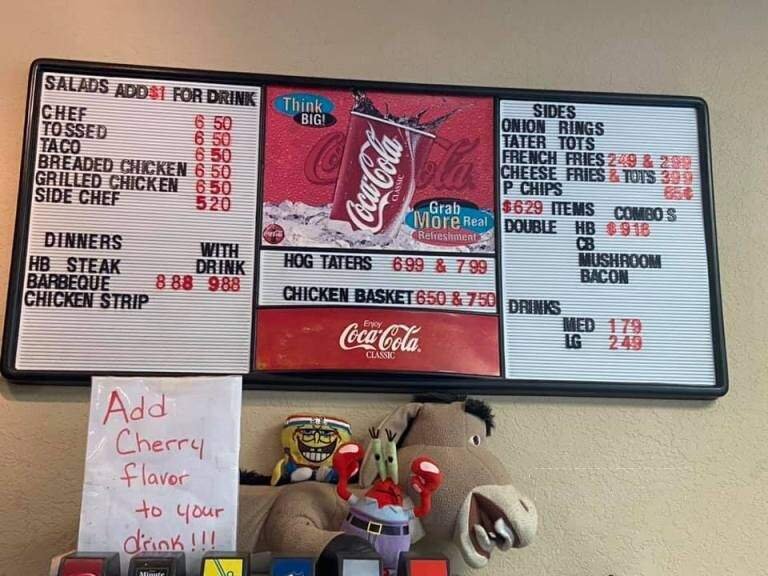 SALADS ADD $1 FOR DRINK
CHEF 6 50
TOSSED 6 50
TACO 6 50
BREADED CHICKEN 6 50
GRILLED CHICKEN 6 50
SIDE CHEF 5 20
DINNERS WITH
HB STEAK DRINK
BARBEQUE 8 88 9 88
CHICKEN STRIP
Think
BIG!
Coca-Cola
CLASSIC
Grab
More Real
Refreshment
HOG TATERS 6 99 & 7 99
CHICKEN BASKET 6 50 & 7 50
Enjoy
Coca-Cola
CLASSIC
SIDES
ONION RINGS
TATER TOTS
FRENCH FRIES 2 49 & 2 99
CHEESE FRIES & TOTS 3 99
P CHIPS 65¢
$6 29 ITEMS COMBO S
DOUBLE HB $ 9 18
CB
MUSHROOM
BACON
DRINKS
MED 1 79
LG 2 49
Add
Cherry
flavor
to your
drink!!!
Minute